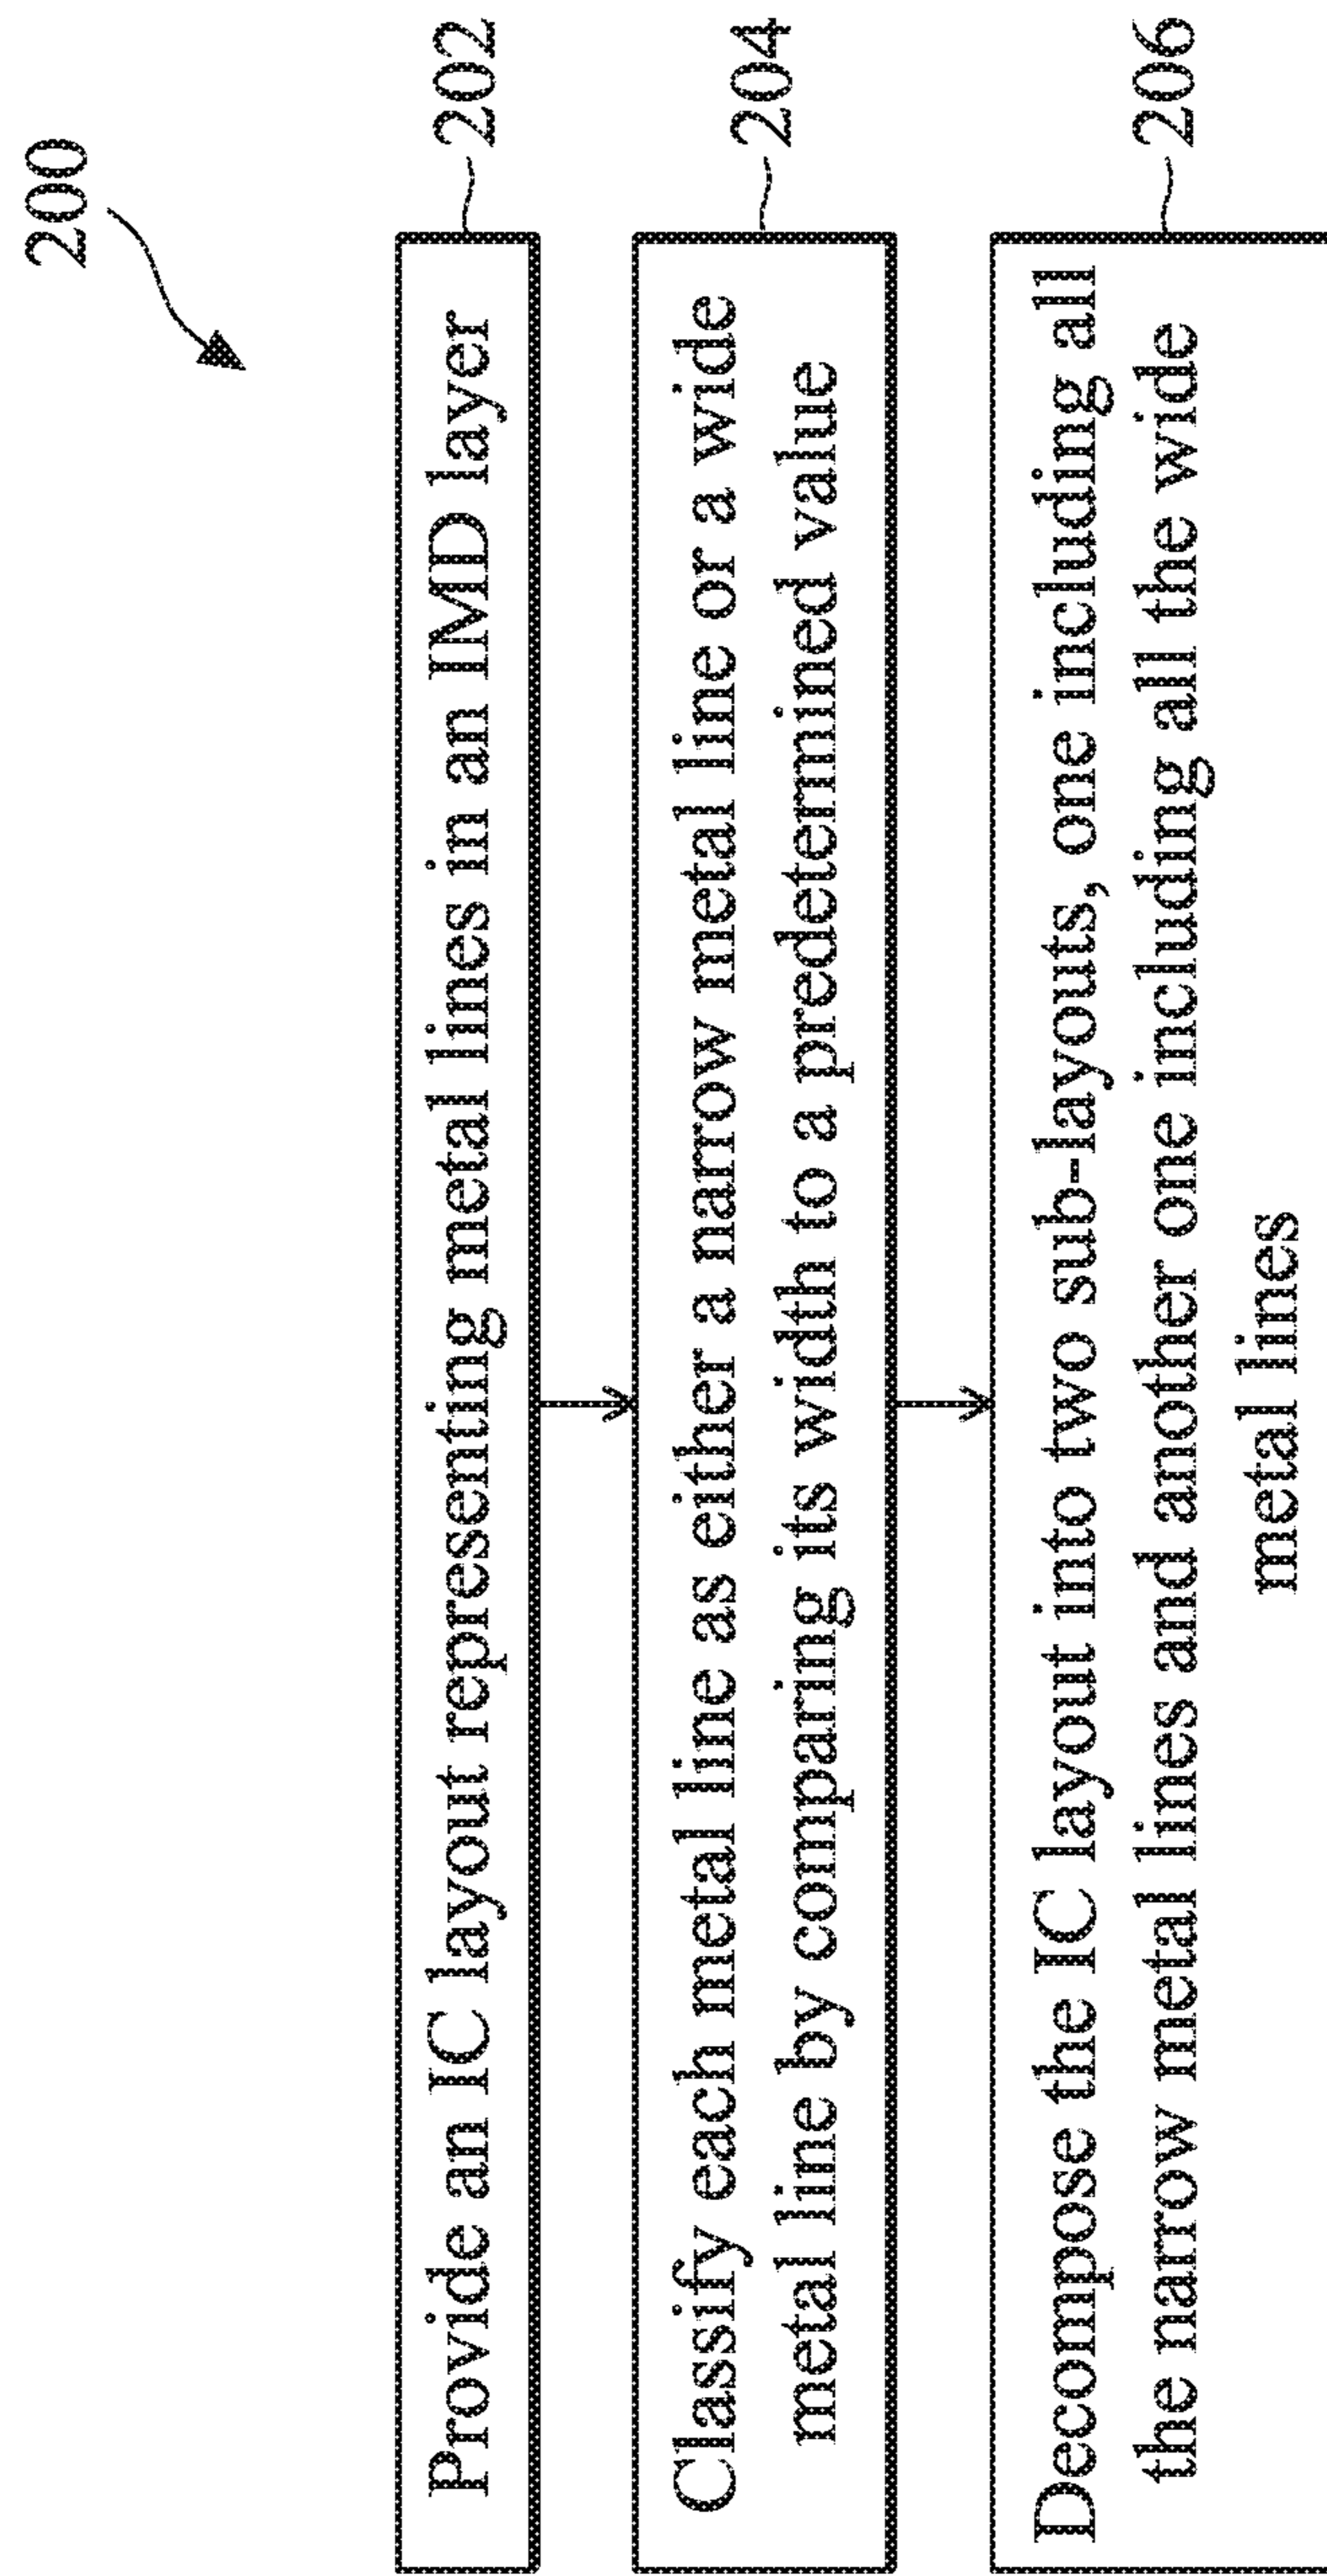 200
Provide an IC layout representing metal lines in an IMD layer
202
Classify each metal line as either a narrow metal line or a wide
metal line by comparing its width to a predetermined value
204
Decompose the IC layout into two sub-layouts, one including all
the narrow metal lines and another one including all the wide
metal lines
206